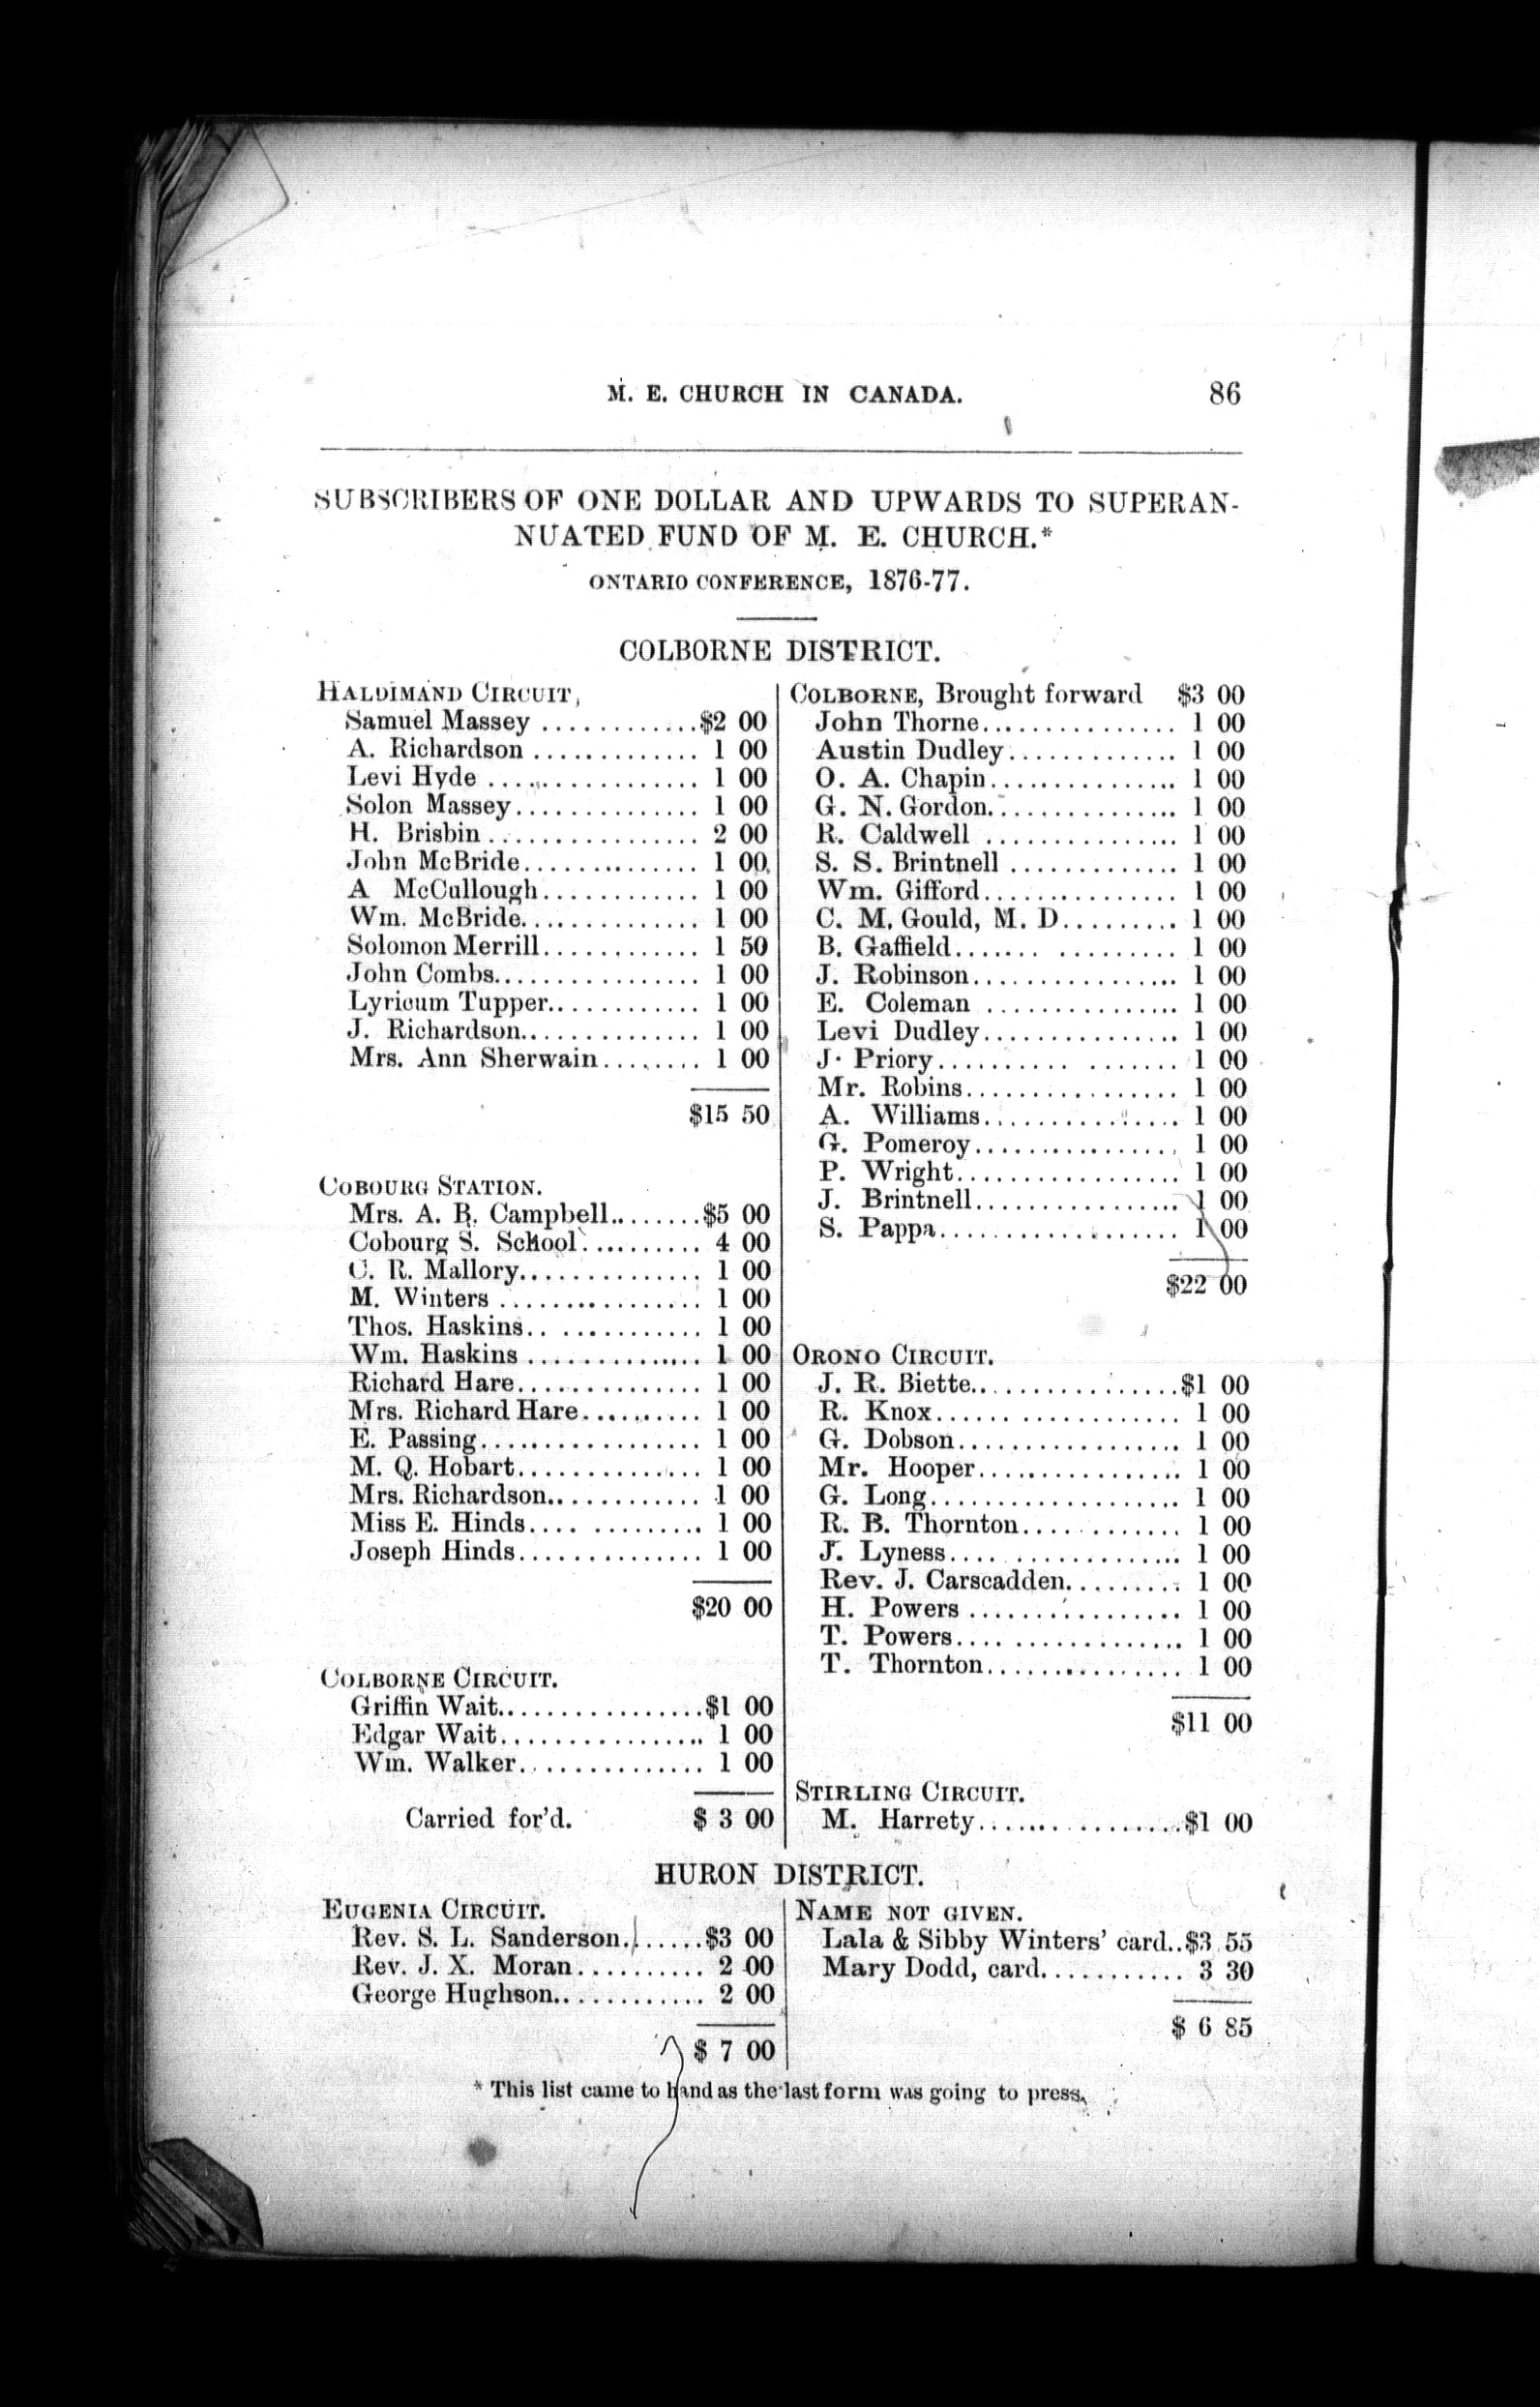 M. E. CHURCH IN CANADA. 86
SUBSCRIBERS OF ONE DOLLAR AND UPWARDS TO SUPERAN-
NUATED FUND OF M. E. CHURCH.*
ONTARIO CONFERENCE, 1876-77.
COLBORNE DISTRICT.
HALDIMAND CIRCUIT,
Samuel Massey ............$2 00
A. Richardson ............. 1 00
Levi Hyde ................. 1 00
Solon Massey............... 1 00
H. Brisbin ................. 2 00
John McBride............... 1 00
A McCullough............. 1 00
Wm. McBride............... 1 00
Solomon Merrill............. 1 50
John Combs................. 1 00
Lyricum Tupper............. 1 00
J. Richardson............... 1 00
Mrs. Ann Sherwain......... 1 00
$15 50
COBOURG STATION.
Mrs. A. B. Campbell........$5 00
Cobourg S. School.......... 4 00
C. R. Mallory............... 1 00
M. Winters ................. 1 00
Thos. Haskins.. ............ 1 00
Wm. Haskins ............... 1 00
Richard Hare............... 1 00
Mrs. Richard Hare.......... 1 00
E. Passing.................. 1 00
M. Q. Hobart............... 1 00
Mrs. Richardson............. 1 00
Miss E. Hinds.... .......... 1 00
Joseph Hinds............... 1 00
$20 00
COLBORNE CIRCUIT.
Griffin Wait.................$1 00
Edgar Wait................. 1 00
Wm. Walker............... 1 00
Carried for'd. $ 3 00
COLBORNE, Brought forward $3 00
John Thorne................ 1 00
Austin Dudley.............. 1 00
O. A. Chapin................ 1 00
G. N. Gordon................ 1 00
R. Caldwell ................ 1 00
S. S. Brintnell .............. 1 00
Wm. Gifford................ 1 00
C. M. Gould, M. D......... 1 00
B. Gaffield....... .......... 1 00
J. Robinson................. 1 00
E. Coleman ................ 1 00
Levi Dudley................ 1 00
J. Priory.......... ....... 1 00
Mr. Robins................. 1 00
A. Williams................ 1 00
G. Pomeroy................ 1 00
P. Wright.................. 1 00
J. Brintnell................. 1 00
S. Pappa................... 1 00
$22 00
ORONO CIRCUIT.
J. R. Biette.................$1 00
R. Knox...... ............ 1 00
G. Dobson.................. 1 00
Mr. Hooper................ 1 00
G. Long.................... 1 00
R. B. Thornton............. 1 00
J. Lyness.... .............. 1 00
Rev. J. Carscadden......... 1 00
H. Powers ................. 1 00
T. Powers.... ............. 1 00
T. Thornton................ 1 00
$11 00
STIRLING CIRCUIT.
M. Harrety.................$1 00
HURON DISTRICT.
EUGENIA CIRCUIT.
Rev. S. L. Sanderson.......$3 00
Rev. J. X. Moran.......... 2 00
George Hughson............ 2 00
$ 7 00
NAME NOT GIVEN.
Lala & Sibby Winters' card..$3 55
Mary Dodd, card........... 3 30
$ 6 85
* This list came to hand as the last form was going to press.